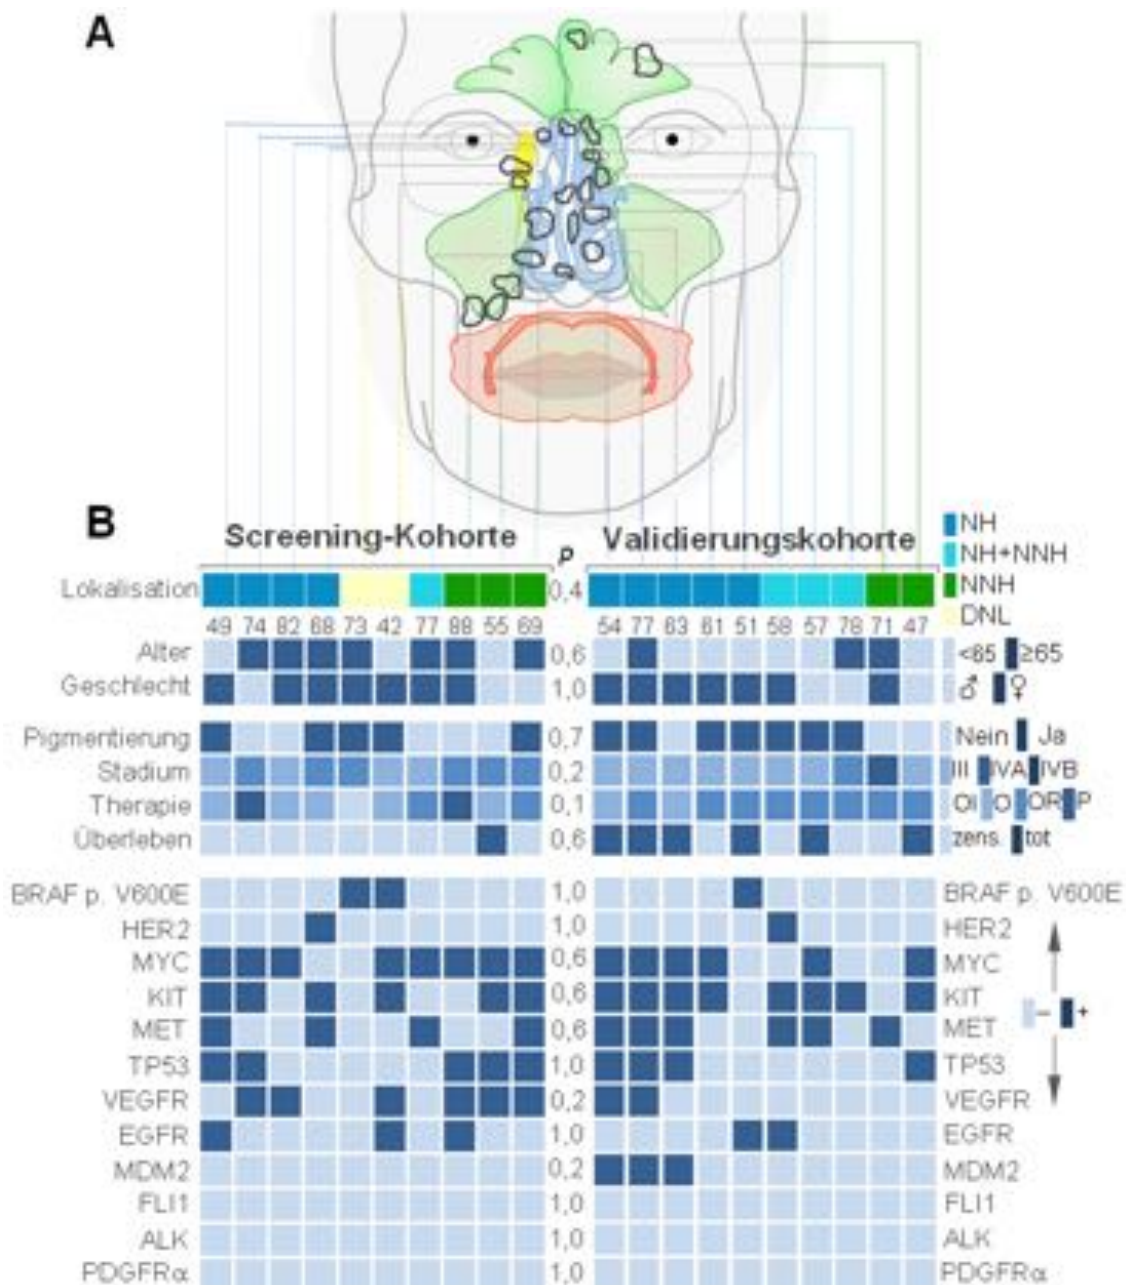 A
B
Screening-Kohorte
p
Validierungskohorte
NH
NH+NNH
NNH
DNL
Lokalisation 0,4
49 74 82 68 73 42 77 88 55 69 54 77 63 61 51 58 57 78 71 47
Alter 0,6 <65 ≥65
Geschlecht 1,0 ♂ ♀
Pigmentierung 0,7 Nein Ja
Stadium 0,2 III IVA IVB
Therapie 0,1 OI O OR P
Überleben 0,6 zens. tot
BRAF p. V600E 1,0 BRAF p. V600E
HER2 1,0 HER2
MYC 0,6 MYC
KIT 0,6 KIT
− +
MET 0,6 MET
TP53 1,0 TP53
VEGFR 0,2 VEGFR
EGFR 1,0 EGFR
MDM2 0,2 MDM2
FLI1 1,0 FLI1
ALK 1,0 ALK
PDGFRα 1,0 PDGFRα